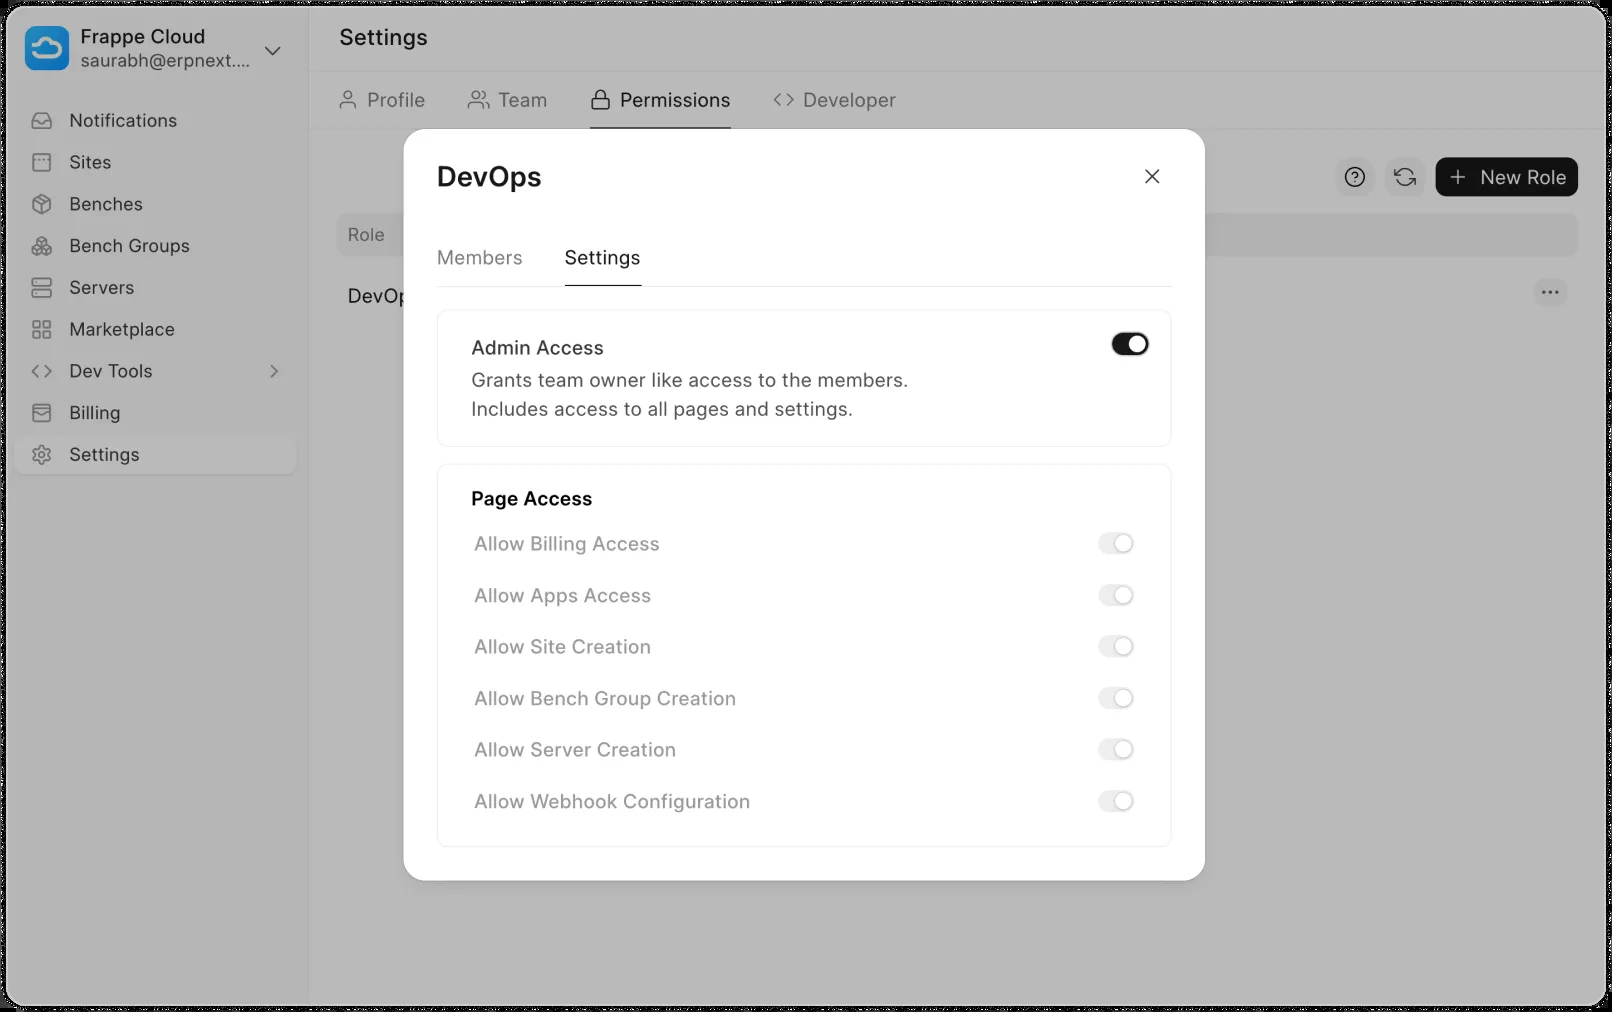 Frappe Cloud
saurabh@erpnext....
Notifications
Sites
Benches
Bench Groups
Servers
Marketplace
Dev Tools
Billing
Settings
Settings
Profile
Team
Permissions
Developer
New Role
Role
DevOp
DevOps
Members
Settings
Admin Access
Grants team owner like access to the members.
Includes access to all pages and settings.
Page Access
Allow Billing Access
Allow Apps Access
Allow Site Creation
Allow Bench Group Creation
Allow Server Creation
Allow Webhook Configuration